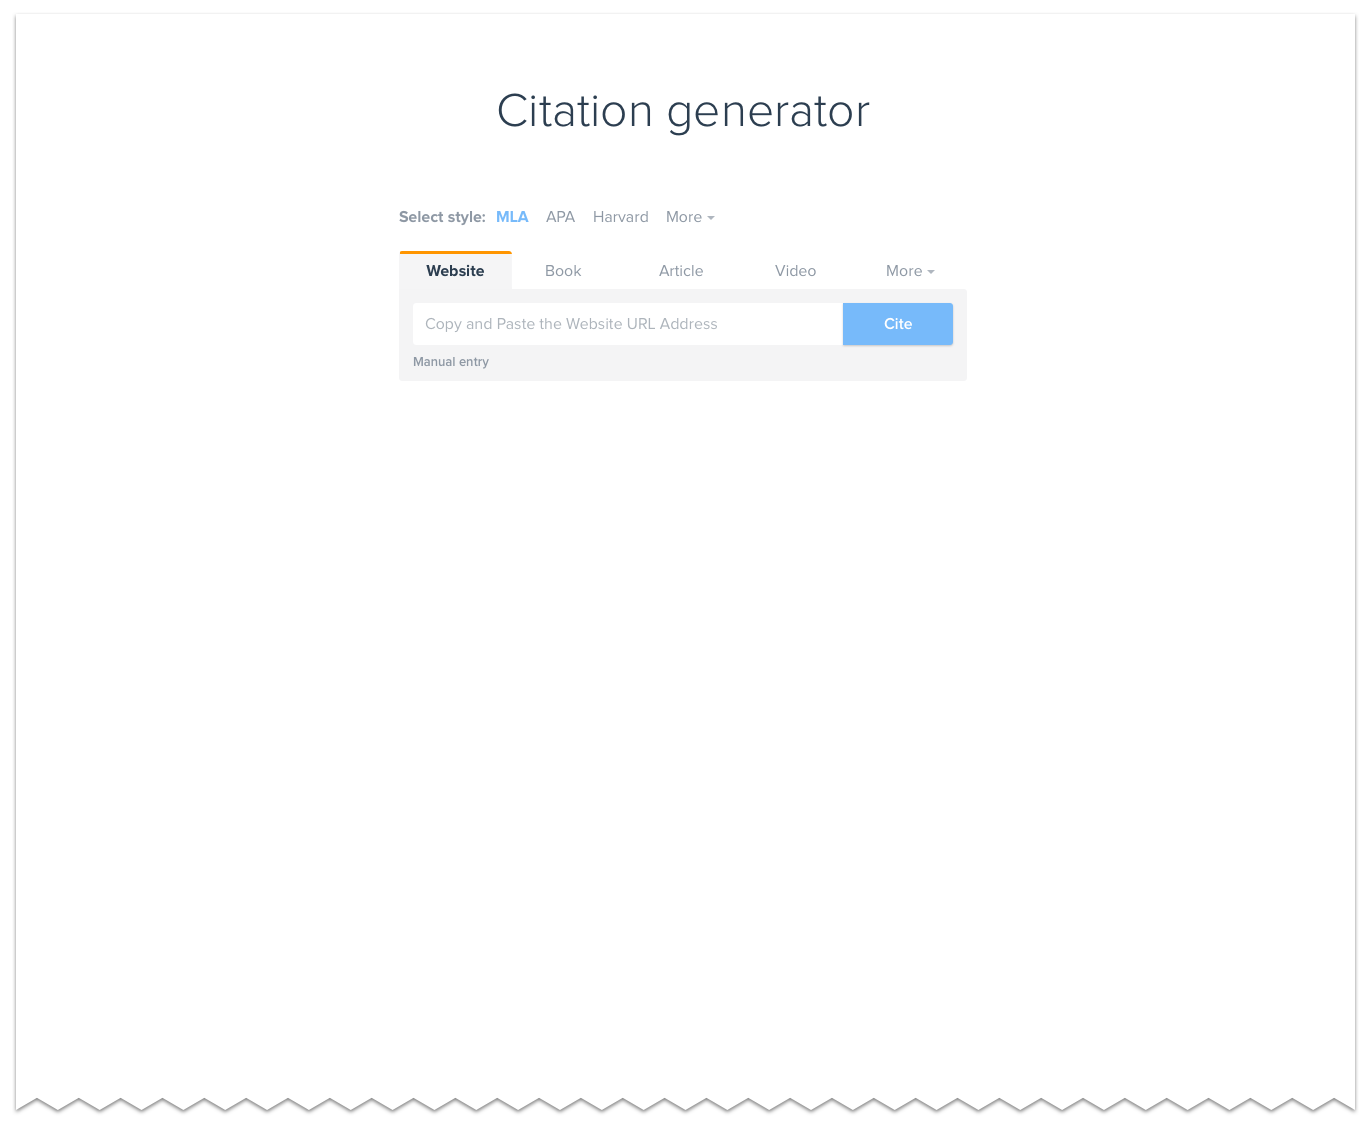 Citation generator
Select style: MLA APA Harvard More
Website Book Article Video More
Copy and Paste the Website URL Address Cite
Manual entry